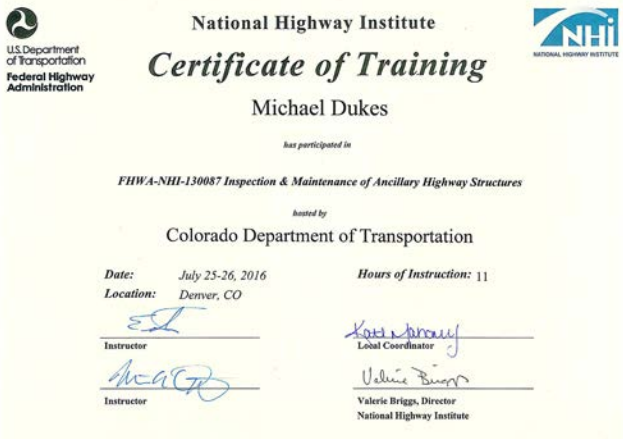 U.S. Department
of Transportation
Federal Highway
Administration
National Highway Institute
NHi
NATIONAL HIGHWAY INSTITUTE
Certificate of Training
Michael Dukes
has participated in
FHWA-NHI-130087 Inspection & Maintenance of Ancillary Highway Structures
hosted by
Colorado Department of Transportation
Date: July 25-26, 2016 Hours of Instruction: 11
Location: Denver, CO
Instructor
Local Coordinator
Valerie Briggs
Instructor
Valerie Briggs, Director
National Highway Institute